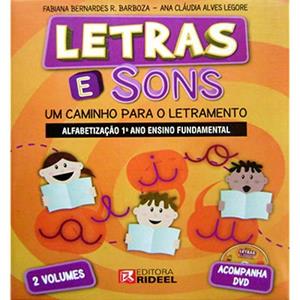 FABIANA BERNARDES R. BARBOZA - ANA CLÁUDIA ALVES LEGORE
LETRAS
E SONS
UM CAMINHO PARA O LETRAMENTO
ALFABETIZAÇÃO 1º ANO ENSINO FUNDAMENTAL
a e i o u
2 VOLUMES
EDITORA
RIDEEL
LETRAS
ACOMPANHA
DVD